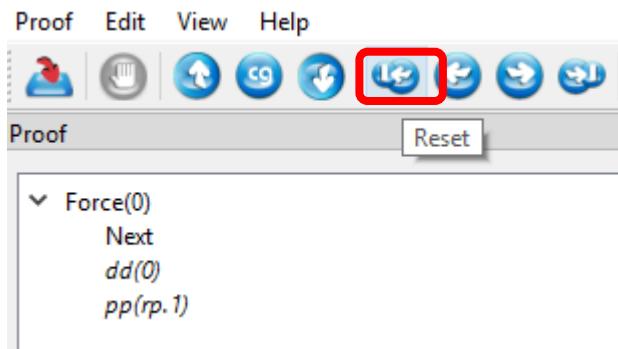 Proof Edit View Help
cg
Proof
Reset
Force(0)
Next
dd(0)
pp(rp.1)